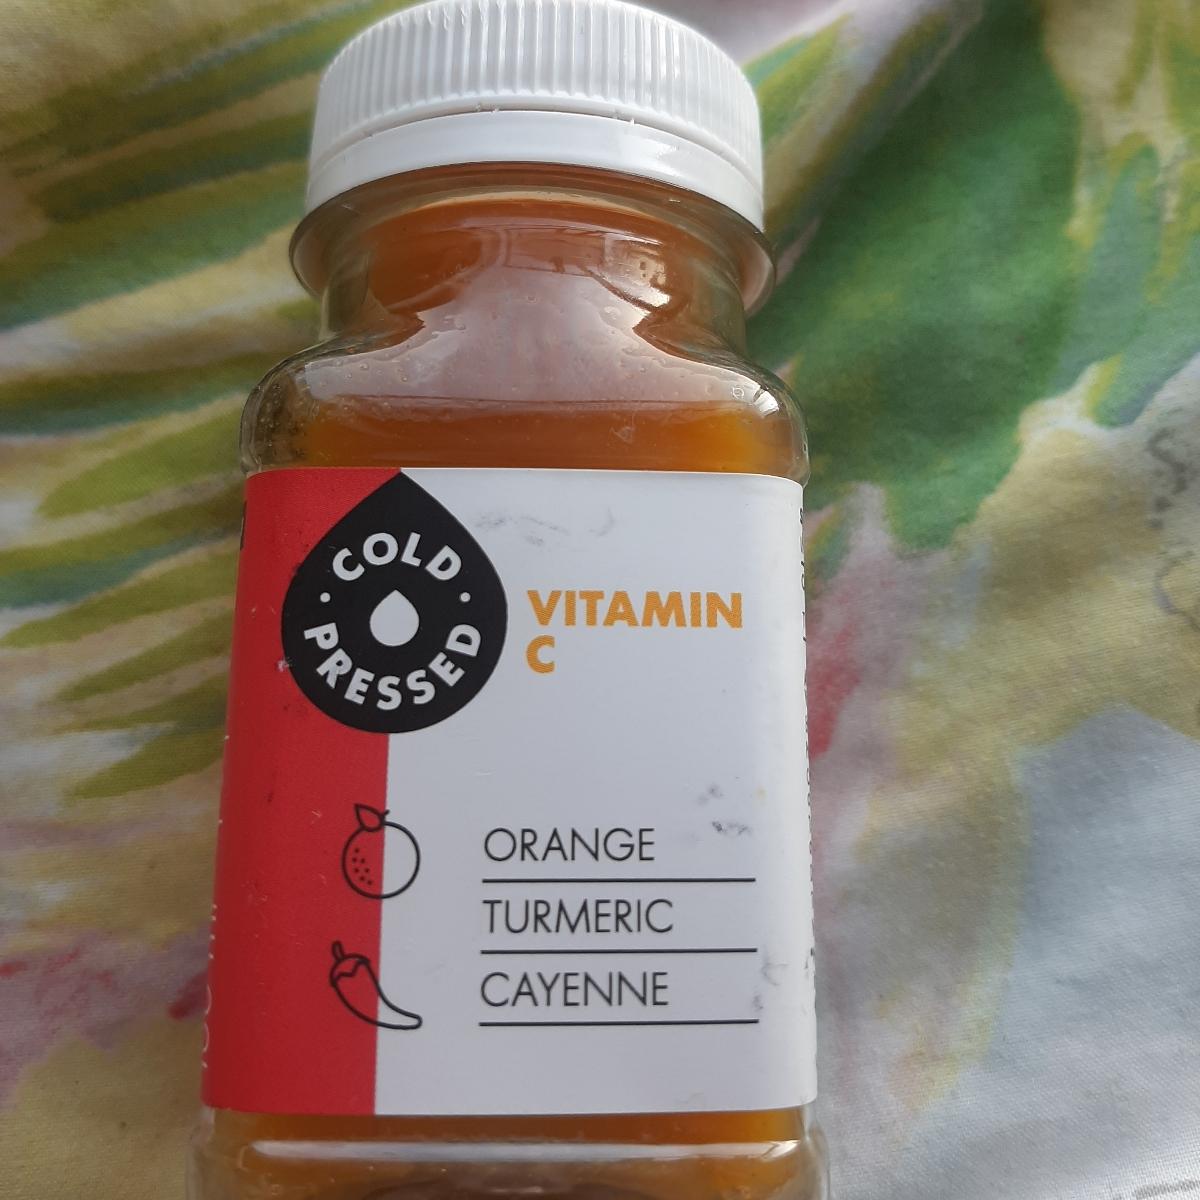 COLD
PRESSED
VITAMIN
C
ORANGE
TURMERIC
CAYENNE